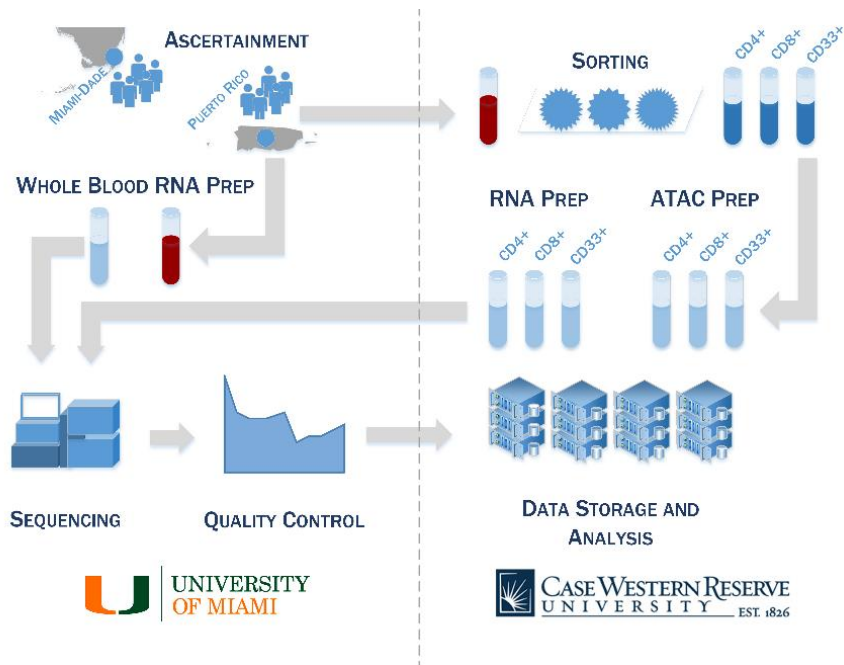 ASCERTAINMENT
MIAMI-DADE
PUERTO RICO
WHOLE BLOOD RNA PREP
SORTING
CD4+
CD8+
CD33+
RNA PREP
ATAC PREP
CD4+
CD8+
CD33+
CD4+
CD8+
CD33+
SEQUENCING
QUALITY CONTROL
DATA STORAGE AND
ANALYSIS
UNIVERSITY
OF MIAMI
CASE WESTERN RESERVE
UNIVERSITY EST. 1826